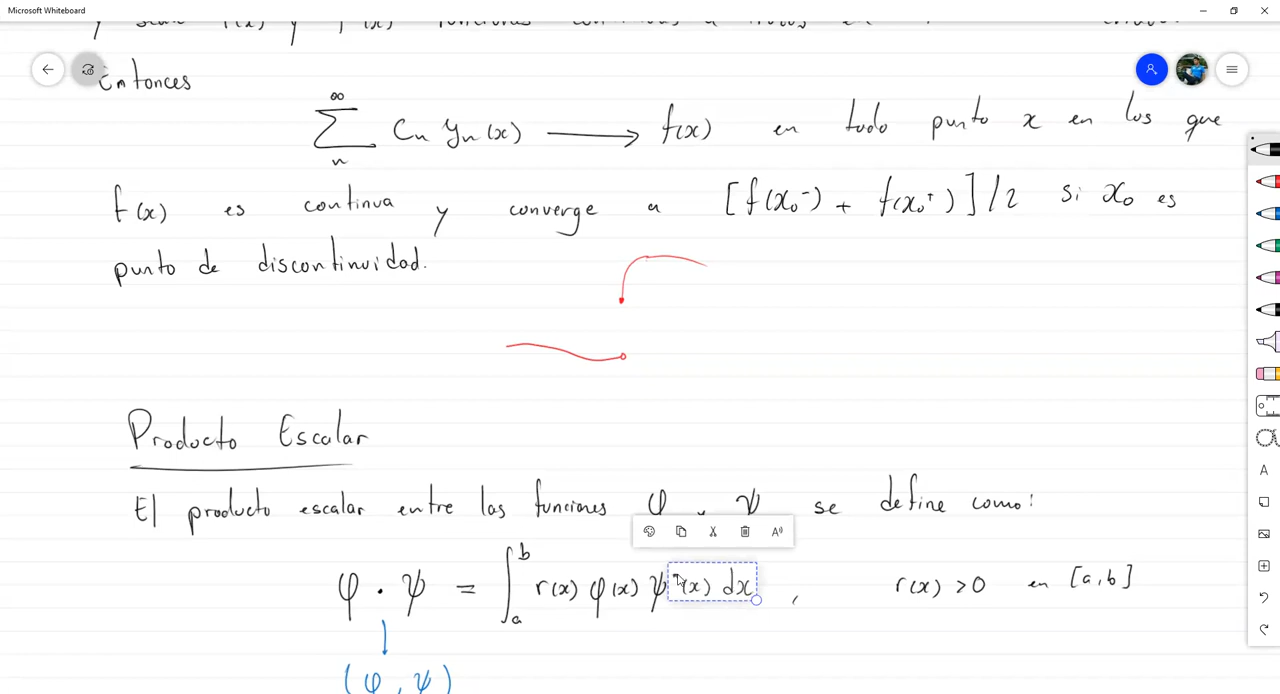 Microsoft Whiteboard
Entonces
∞
∑ Cn yn(x) ⟶ f(x) en todo punto x en los que
n
f(x) es continua y converge a [f(x₀⁻) + f(x₀⁺)]/2 si x₀ es
punto de discontinuidad.
Producto Escalar
El producto escalar entre las funciones φ y ψ se define como:
φ · ψ = ∫ₐᵇ r(x) φ(x) ψ (x) dx , r(x) > 0 en [a,b]
(φ, ψ)